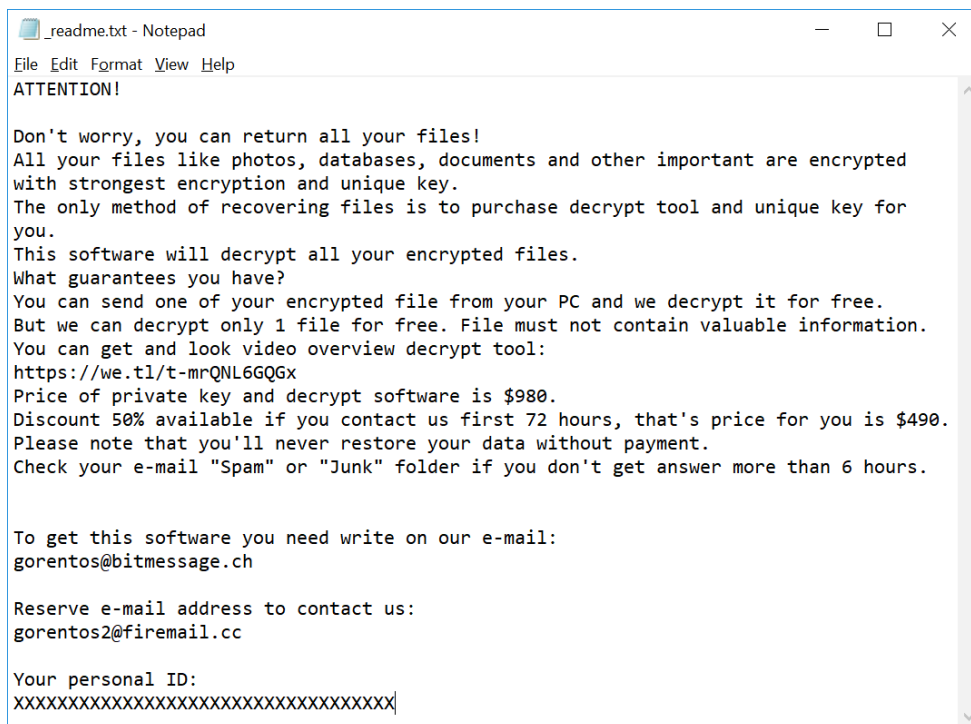 _readme.txt - Notepad
File Edit Format View Help
ATTENTION!
Don't worry, you can return all your files!
All your files like photos, databases, documents and other important are encrypted
with strongest encryption and unique key.
The only method of recovering files is to purchase decrypt tool and unique key for
you.
This software will decrypt all your encrypted files.
What guarantees you have?
You can send one of your encrypted file from your PC and we decrypt it for free.
But we can decrypt only 1 file for free. File must not contain valuable information.
You can get and look video overview decrypt tool:
https://we.tl/t-mrQNL6GQGx
Price of private key and decrypt software is $980.
Discount 50% available if you contact us first 72 hours, that's price for you is $490.
Please note that you'll never restore your data without payment.
Check your e-mail "Spam" or "Junk" folder if you don't get answer more than 6 hours.
To get this software you need write on our e-mail:
gorentos@bitmessage.ch
Reserve e-mail address to contact us:
gorentos2@firemail.cc
Your personal ID:
XXXXXXXXXXXXXXXXXXXXXXXXXXXXXXXXXXX